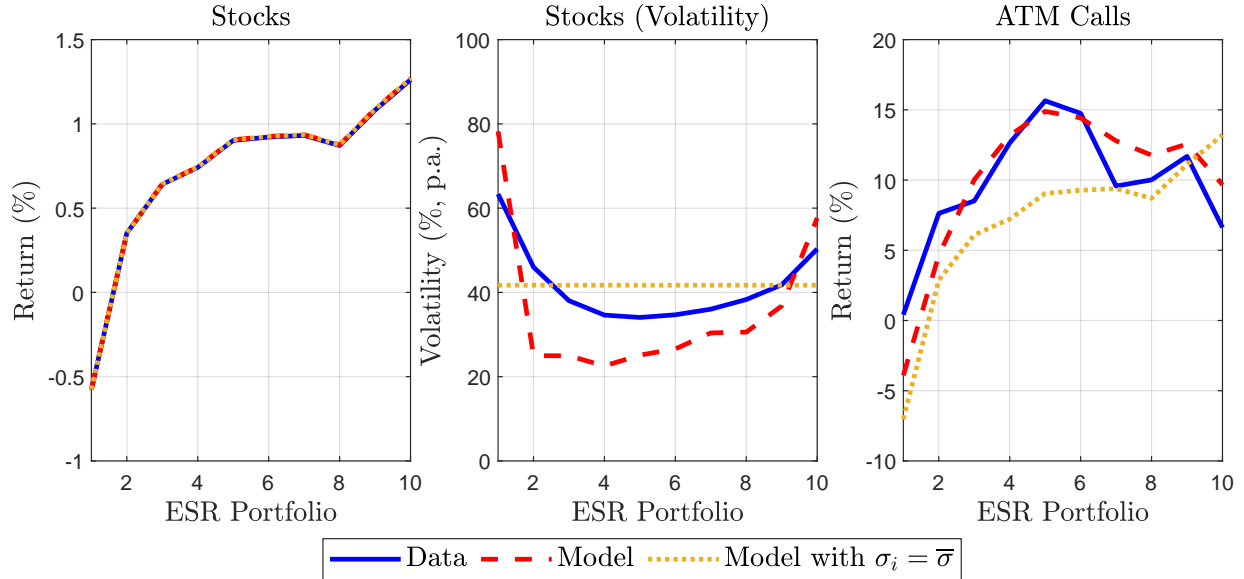 Stocks
Return (%)
1.5
1
0.5
0
-0.5
-1
2 4 6 8 10
ESR Portfolio
Stocks (Volatility)
Volatility (%, p.a.)
100
80
60
40
20
0
2 4 6 8 10
ESR Portfolio
ATM Calls
Return (%)
20
15
10
5
0
-5
-10
2 4 6 8 10
ESR Portfolio
Data Model Model with σᵢ = σ̅